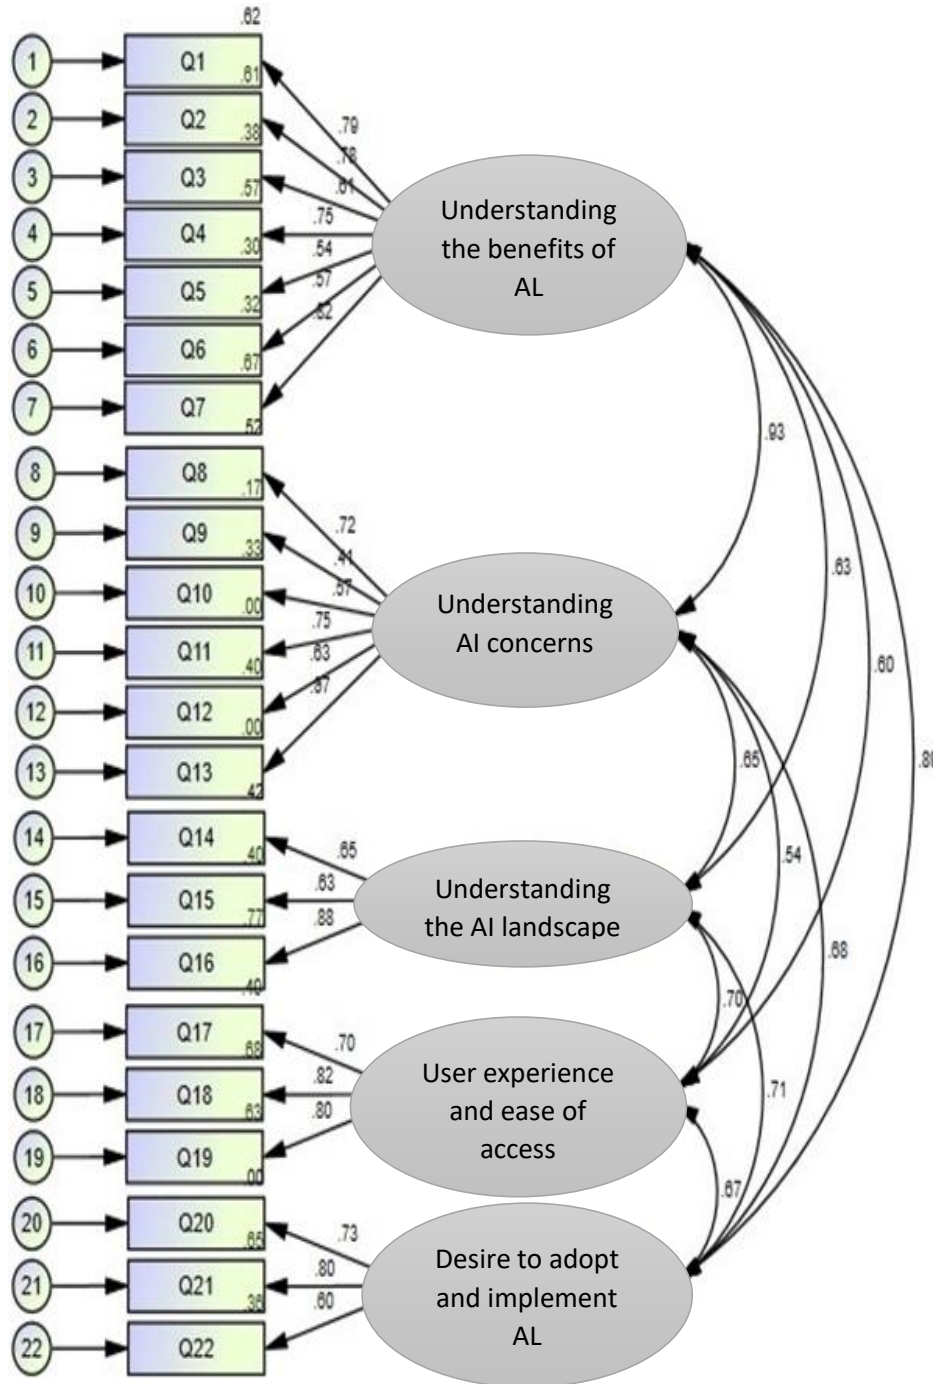 .62
1
Q1
.61
.79
2
Q2
.38
.78
3
Q3
.57
.61
Understanding
the benefits of
AL
4
Q4
.30
.75
5
Q5
.32
.54
6
Q6
.67
.57
7
Q7
.52
.82
.93
8
Q8
.17
.72
9
Q9
.33
.41
.63
10
Q10
.00
.57
Understanding
AI concerns
11
Q11
.40
.75
.60
12
Q12
.00
.63
13
Q13
.42
.65
14
Q14
.40
.65
.54
15
Q15
.77
.63
Understanding
the AI landscape
16
Q16
.88
.68
.70
17
Q17
.68
.70
User experience
and ease of
access
18
Q18
.63
.82
.71
19
Q19
.00
.80
.67
20
Q20
.65
.73
Desire to adopt
and implement
AL
21
Q21
.36
.80
22
Q22
.60